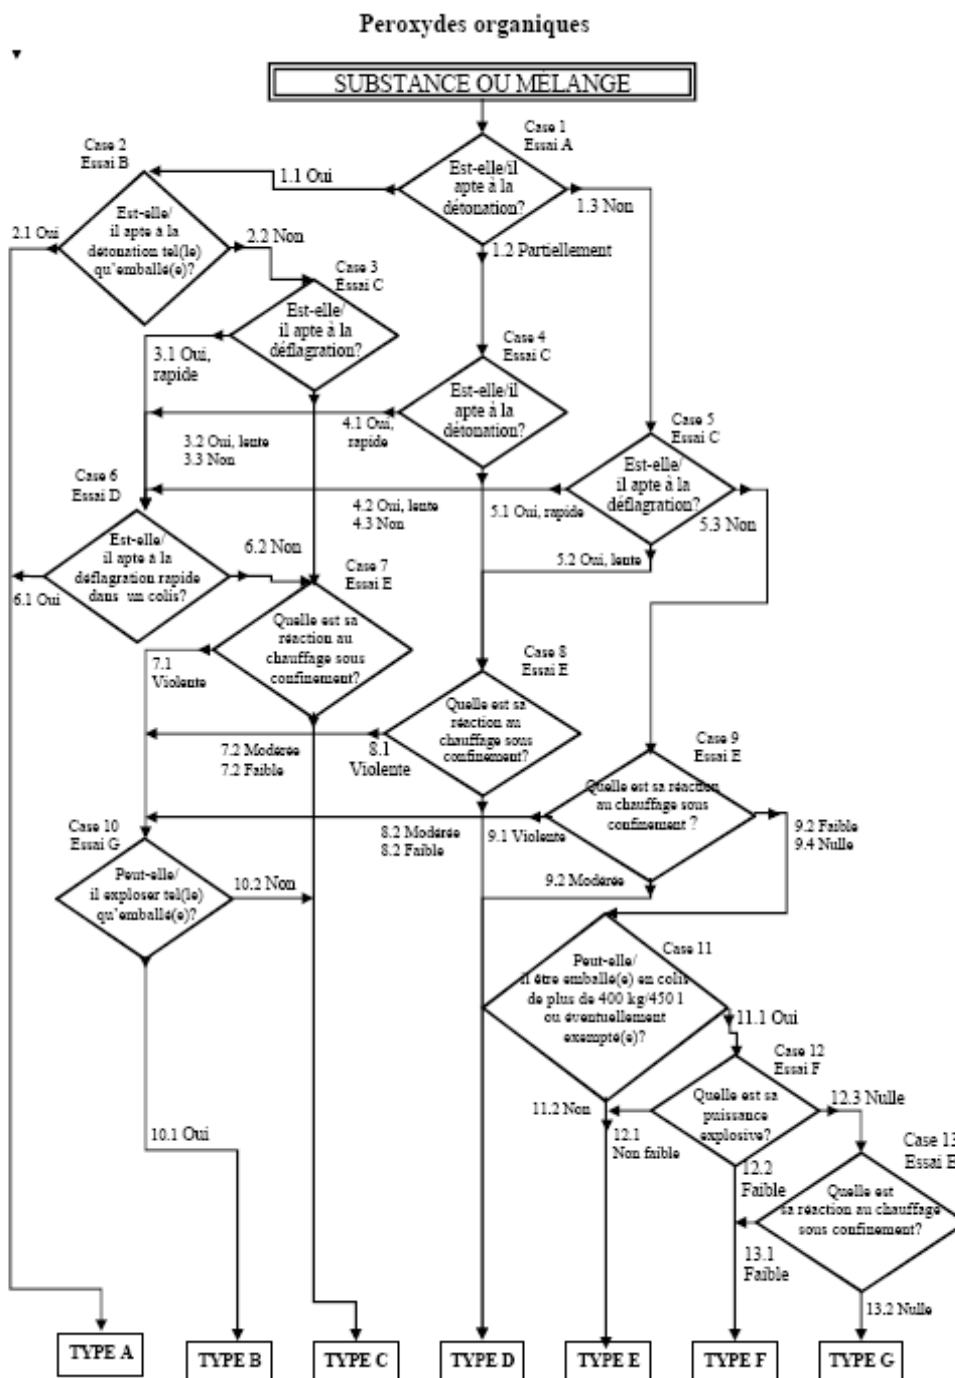 Peroxydes organiques
SUBSTANCE OU MÉLANGE
Case 1
Essai A
Est-elle/il
apte à la
détonation?
1.1 Oui
1.3 Non
1.2 Partiellement
Case 2
Essai B
Est-elle/
il apte à la
détonation tel(le)
qu'emballé(e)?
2.1 Oui
2.2 Non
Case 3
Essai C
Est-elle/
il apte à la
déflagration?
3.1 Oui,
rapide
3.2 Oui, lente
3.3 Non
Case 4
Essai C
Est-elle/il
apte à la
détonation?
4.1 Oui,
rapide
4.2 Oui, lente
4.3 Non
Case 5
Essai C
Est-elle/
il apte à la
déflagration?
5.1 Oui, rapide
5.3 Non
5.2 Oui, lente
Case 6
Essai D
Est-elle/
il apte à la
déflagration rapide
dans un colis?
6.1 Oui
6.2 Non
Case 7
Essai E
Quelle est sa
réaction au
chauffage sous
confinement?
7.1
Violente
7.2 Modérée
7.2 Faible
Case 8
Essai E
Quelle est sa
réaction au
chauffage sous
confinement?
8.1
Violente
8.2 Modérée
8.2 Faible
Case 9
Essai E
Quelle est sa réaction
au chauffage sous
confinement ?
9.1 Violente
9.2 Modérée
9.2 Faible
9.4 Nulle
Case 10
Essai G
Peut-elle/
il exploser tel(le)
qu'emballé(e)?
10.2 Non
10.1 Oui
Case 11
Peut-elle/
il être emballé(e) en colis
de plus de 400 kg/450 l
ou éventuellement
exempté(e)?
11.1 Oui
11.2 Non
Case 12
Essai F
Quelle est sa
puissance
explosive?
12.1
Non faible
12.2
Faible
12.3 Nulle
Case 13
Essai E
Quelle est
sa réaction au chauffage
sous confinement?
13.1
Faible
13.2 Nulle
TYPE A
TYPE B
TYPE C
TYPE D
TYPE E
TYPE F
TYPE G